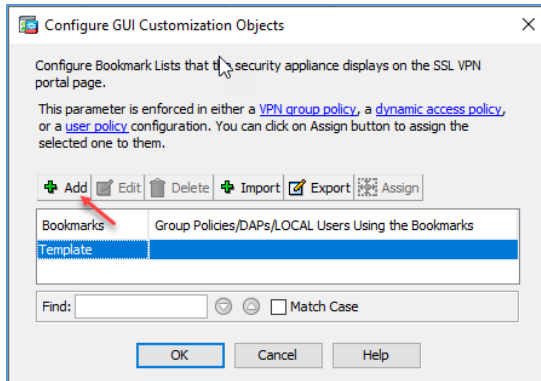 Configure GUI Customization Objects
Configure Bookmark Lists that the security appliance displays on the SSL VPN
portal page.
This parameter is enforced in either a VPN group policy, a dynamic access policy,
or a user policy configuration. You can click on Assign button to assign the
selected one to them.
Add Edit Delete Import Export Assign
Bookmarks Group Policies/DAPs/LOCAL Users Using the Bookmarks
Template
Find: Match Case
OK Cancel Help